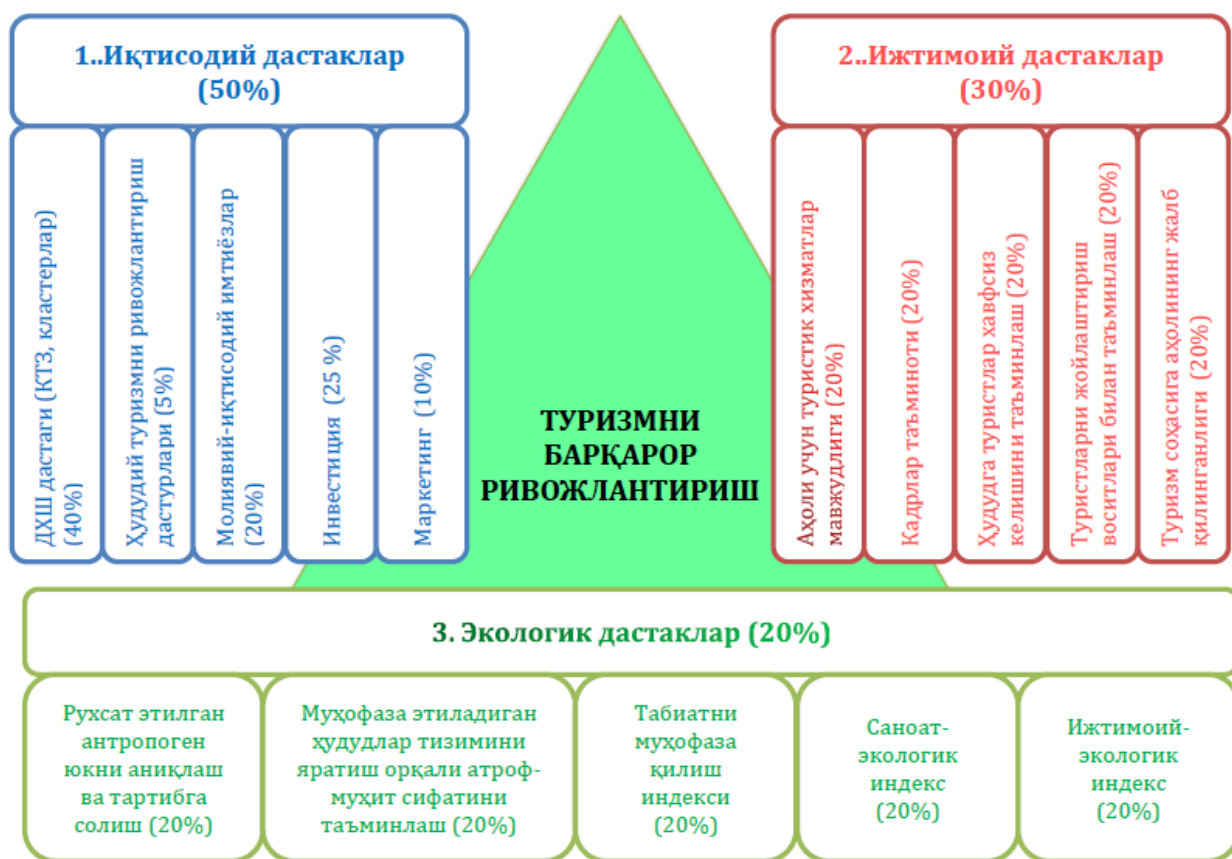 1..Иқтисодий дастаклар
(50%)
ДХШ дастаги (КТЗ, кластерлар)
(40%)
Ҳудудий туризмни ривожлантириш
дастурлари (5%)
Молиявий-иқтисодий имтиёзлар
(20%)
Инвестиция (25 %)
Маркетинг (10%)
ТУРИЗМНИ
БАРҚАРОР
РИВОЖЛАНТИРИШ
2..Ижтимоий дастаклар
(30%)
Аҳоли учун туристик хизматлар
мавжудлиги (20%)
Кадрлар таъминоти (20%)
Ҳудудга туристлар хавфсиз
келишини таъминлаш (20%)
Туристларни жойлаштириш
воситлари билан таъминлаш (20%)
Туризм соҳасига аҳолининг жалб
қилинганлиги (20%)
3. Экологик дастаклар (20%)
Рухсат этилган
антропоген
юкни аниқлаш
ва тартибга
солиш (20%)
Муҳофаза этиладиган
ҳудудлар тизимини
яратиш орқали атроф-
муҳит сифатини
таъминлаш (20%)
Табиатни
муҳофаза
қилиш
индекси
(20%)
Саноат-
экологик
индекс
(20%)
Ижтимоий-
экологик
индекс
(20%)